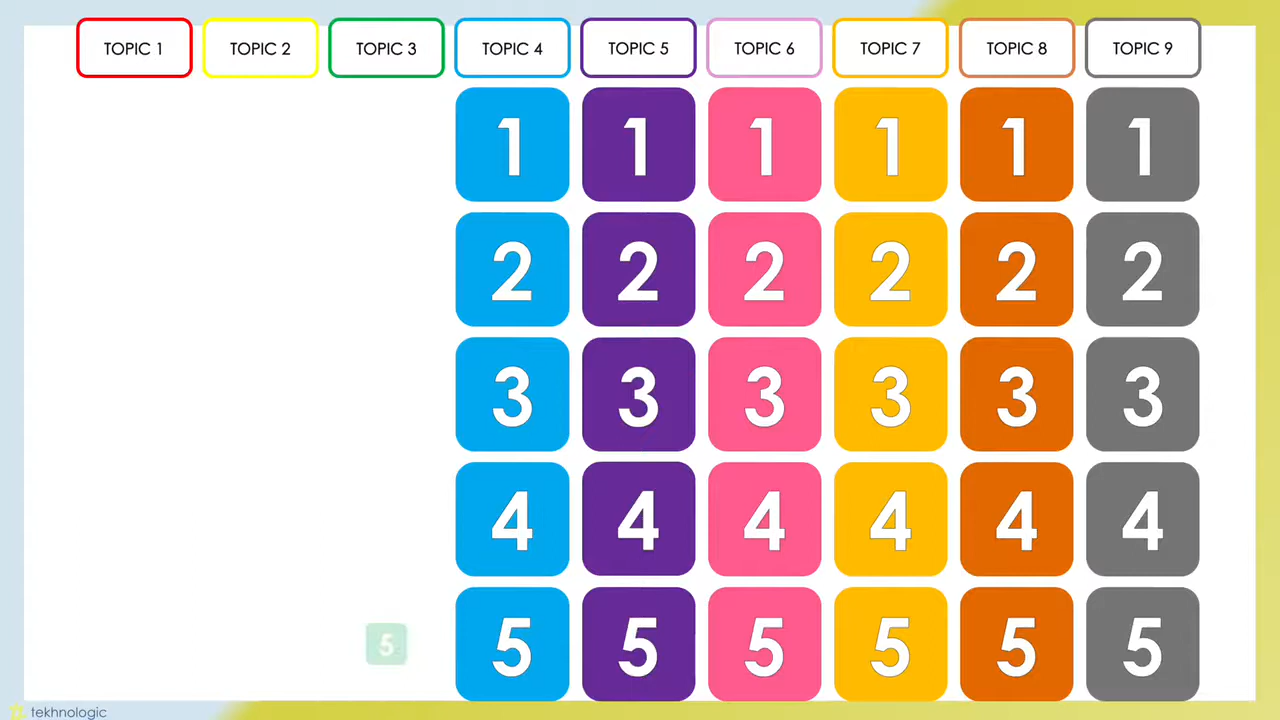 TOPIC 1 TOPIC 2 TOPIC 3 TOPIC 4 TOPIC 5 TOPIC 6 TOPIC 7 TOPIC 8 TOPIC 9
1 1 1 1 1 1
2 2 2 2 2 2
3 3 3 3 3 3
4 4 4 4 4 4
5 5 5 5 5 5 5
tekhnologic